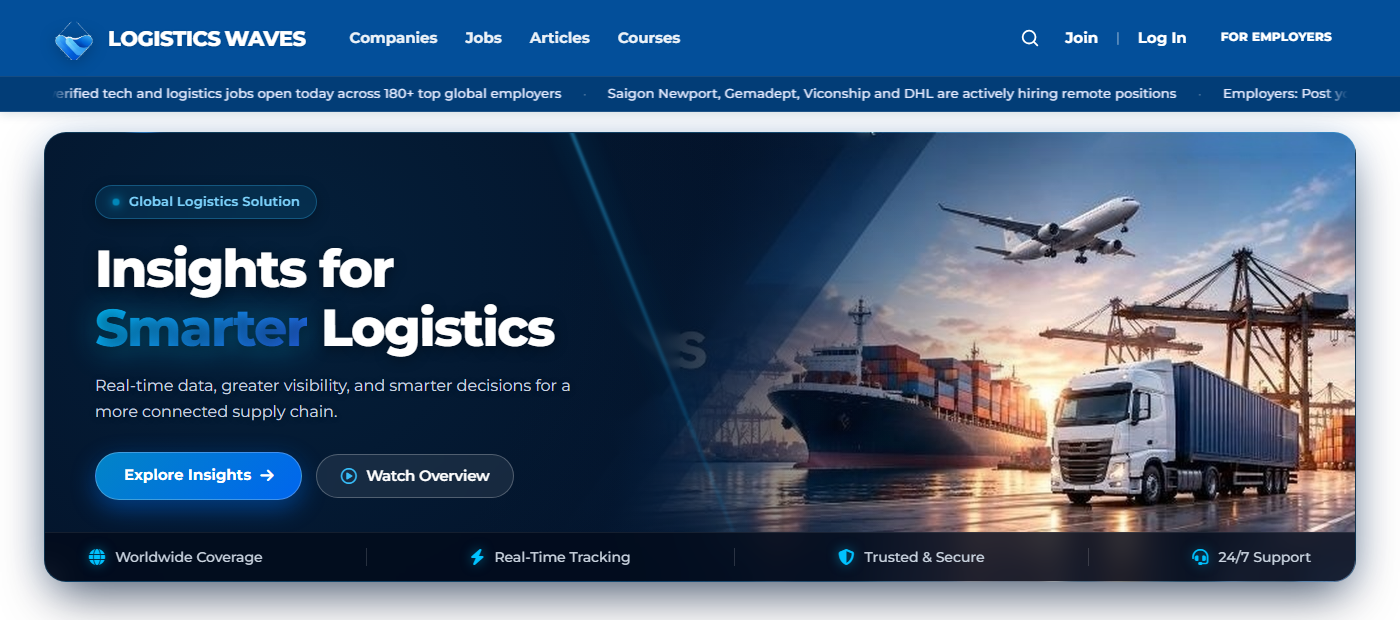 LOGISTICS WAVES
Companies Jobs Articles Courses
Join | Log In FOR EMPLOYERS
tech and logistics jobs open today across 180+ top global employers · Saigon Newport, Gemadept, Viconship and DHL are actively hiring remote positions · Employers: Post
Global Logistics Solution
Insights for
Smarter Logistics
Real-time data, greater visibility, and smarter decisions for a
more connected supply chain.
Explore Insights →
Watch Overview
Worldwide Coverage
Real-Time Tracking
Trusted & Secure
24/7 Support